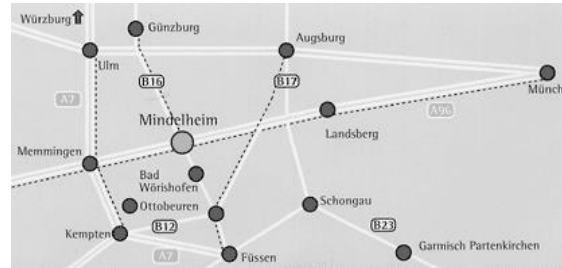 Würzburg
Günzburg
Augsburg
Ulm
B16
B17
Münch
A7
A96
Mindelheim
Landsberg
Memmingen
Bad
Wörishofen
Ottobeuren
Schongau
B12
B23
Kempten
A7
Füssen
Garmisch Partenkirchen